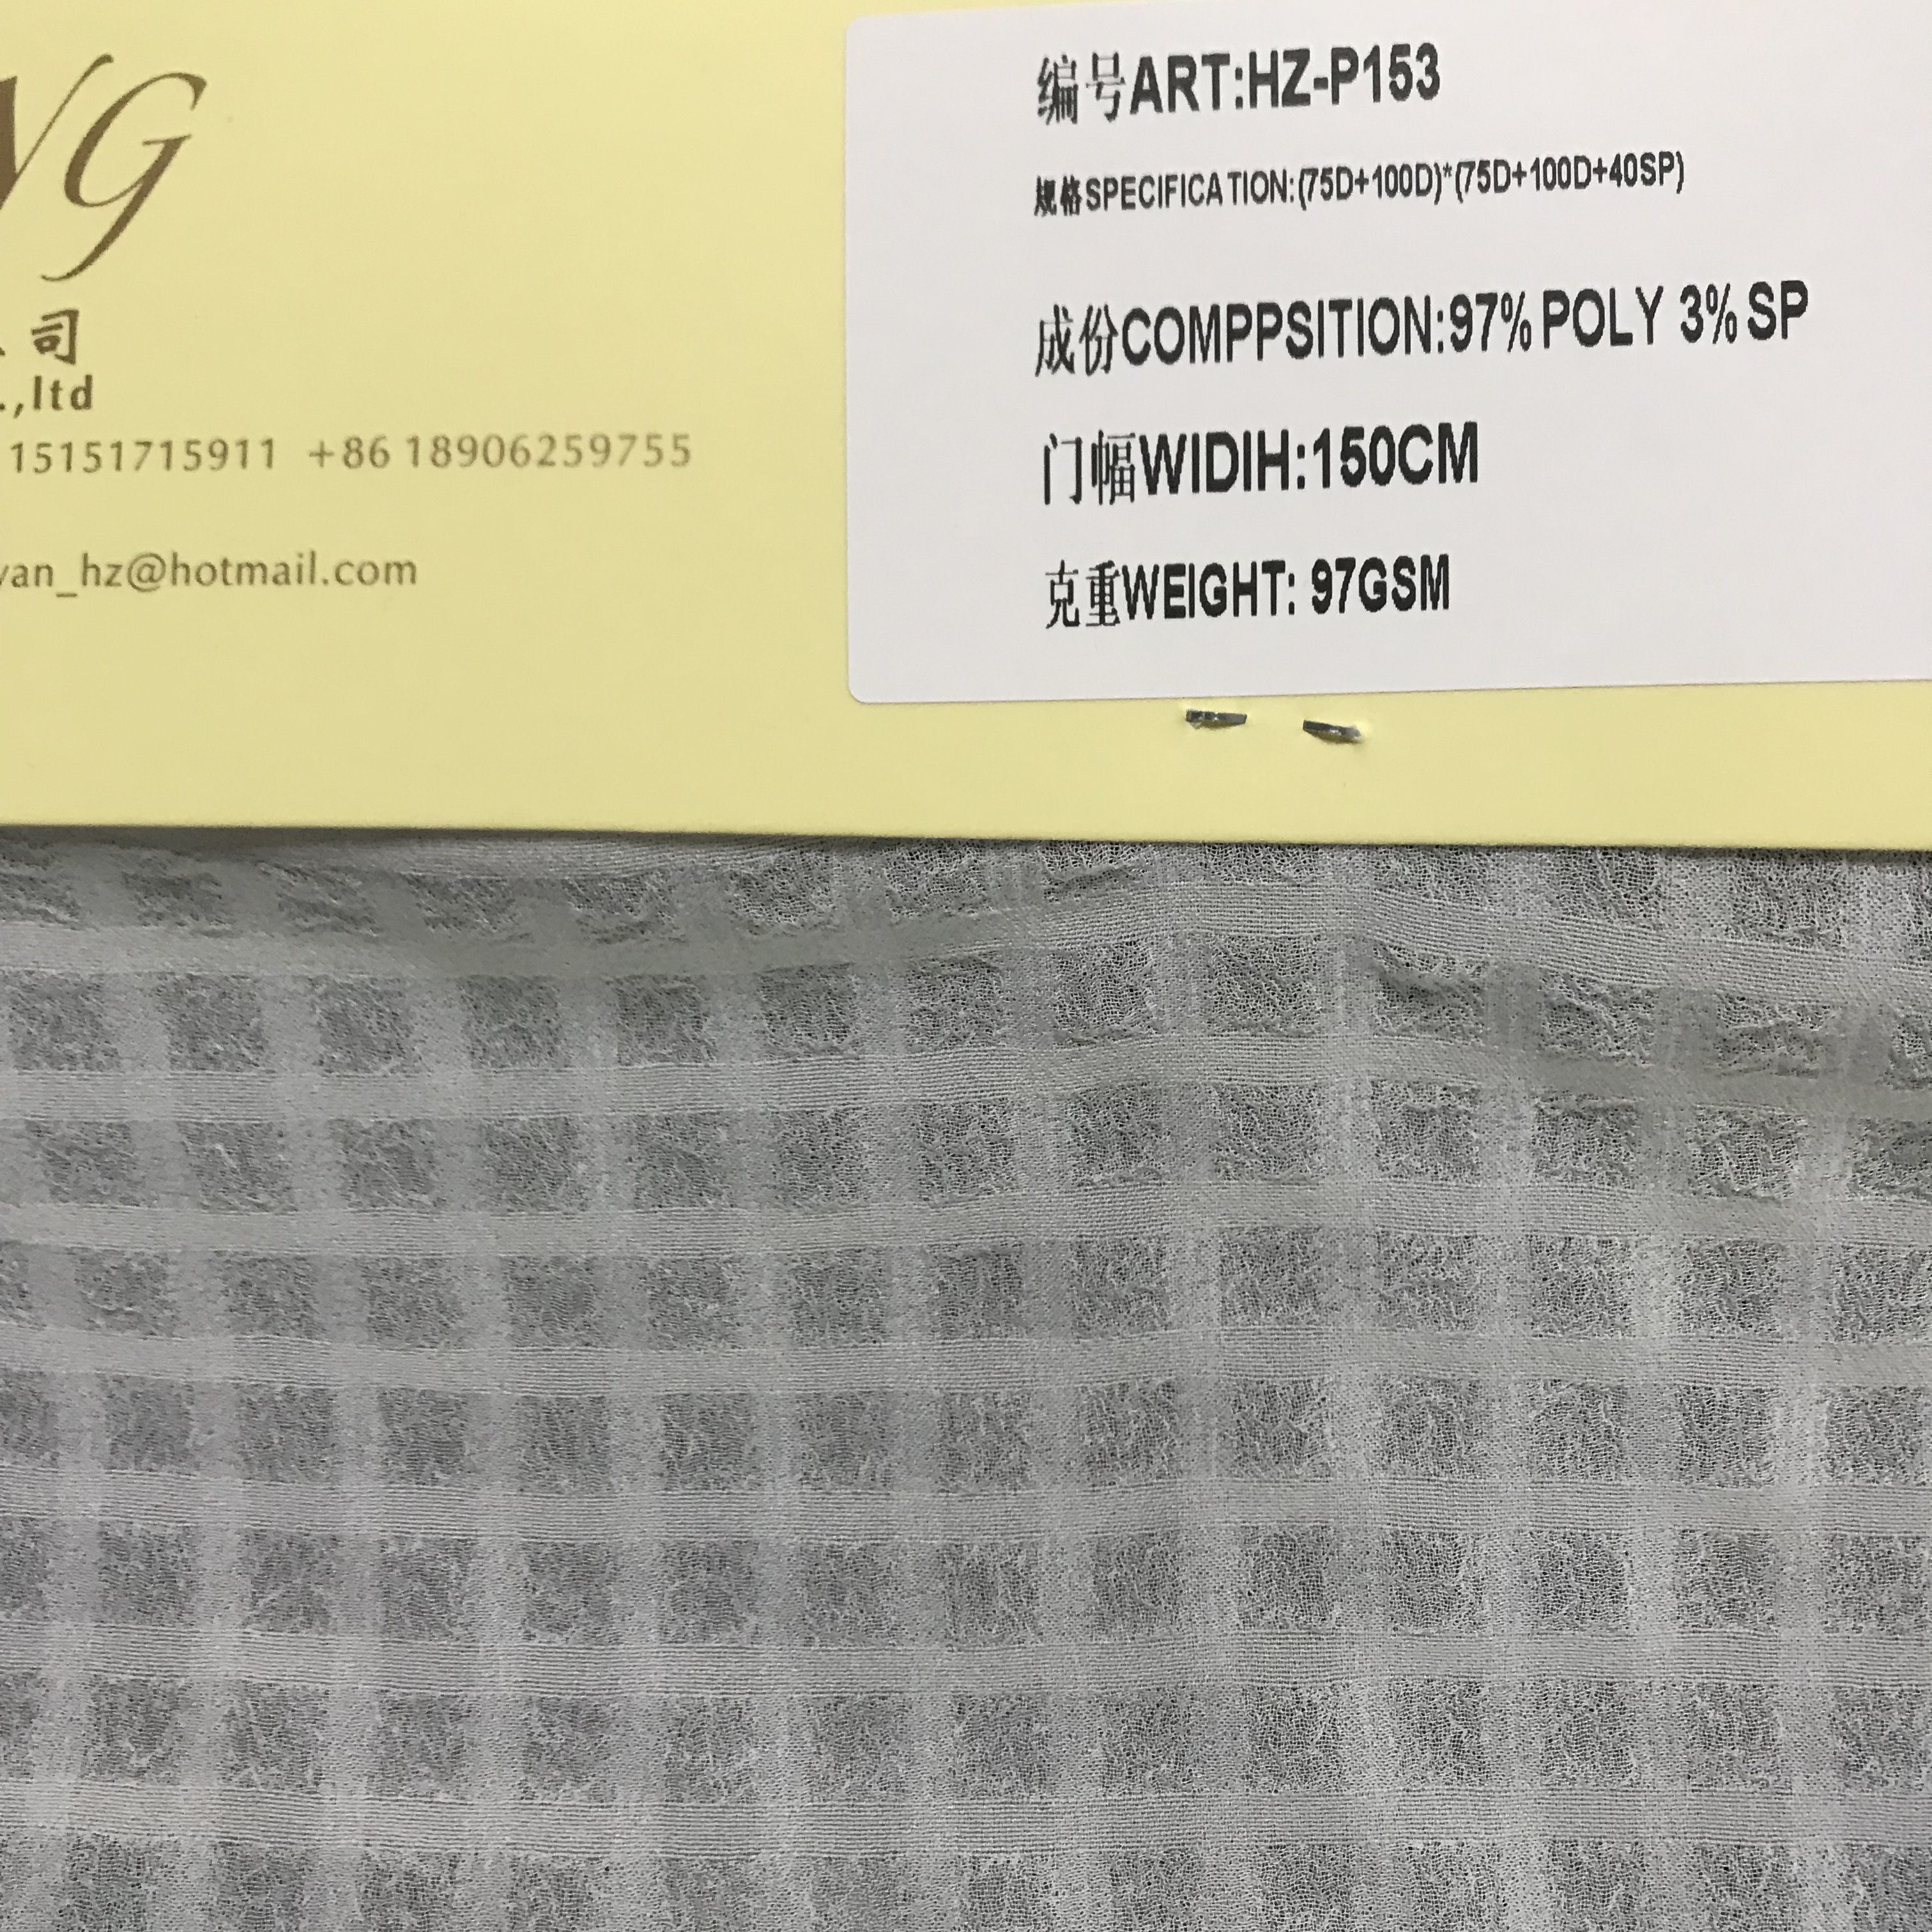 NG
司
.,ltd
15151715911 +86 18906259755
yan_hz@hotmail.com
编号ART:HZ-P153
规格SPECIFICATION:(75D+100D)*(75D+100D+40SP)
成份COMPPSITION:97% POLY 3% SP
门幅WIDIH:150CM
克重WEIGHT: 97GSM